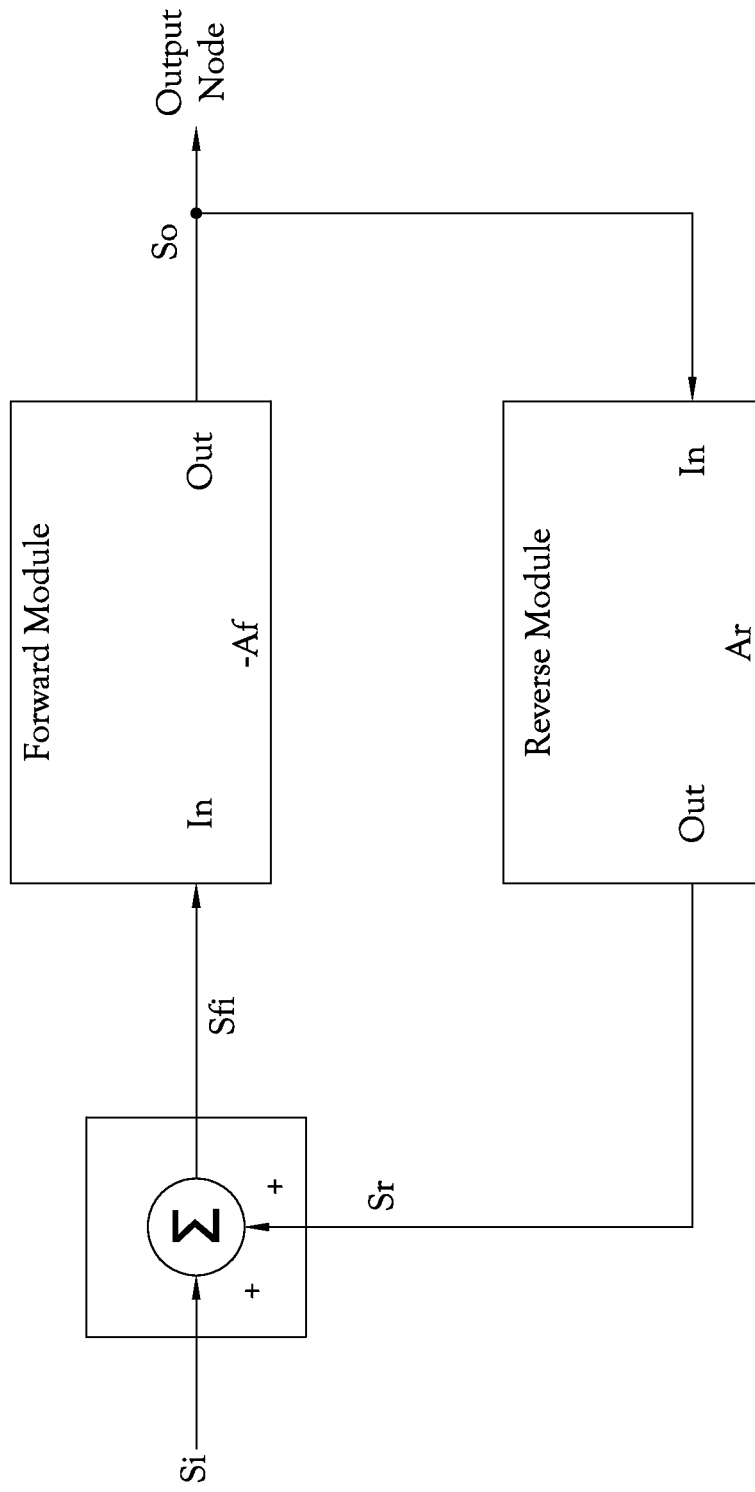 Si
+
Σ
+
Sfi
Forward Module
In
Out
-Af
So
Output
Node
Sr
Reverse Module
Out
In
Ar